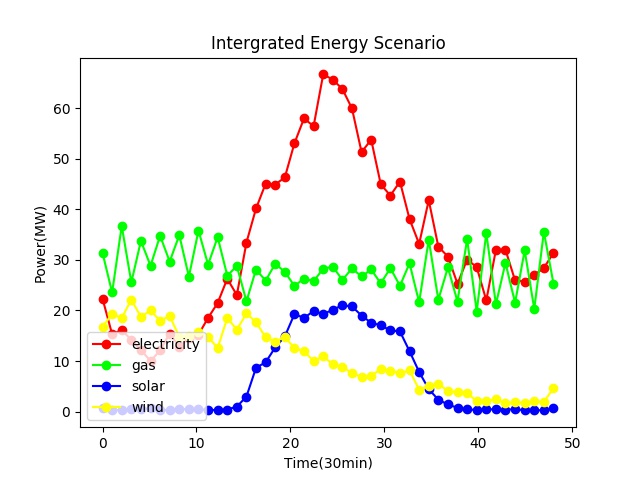 Intergrated Energy Scenario
Power(MW)
60
50
40
30
20
10
0
electricity
gas
solar
wind
0 10 20 30 40 50
Time(30min)